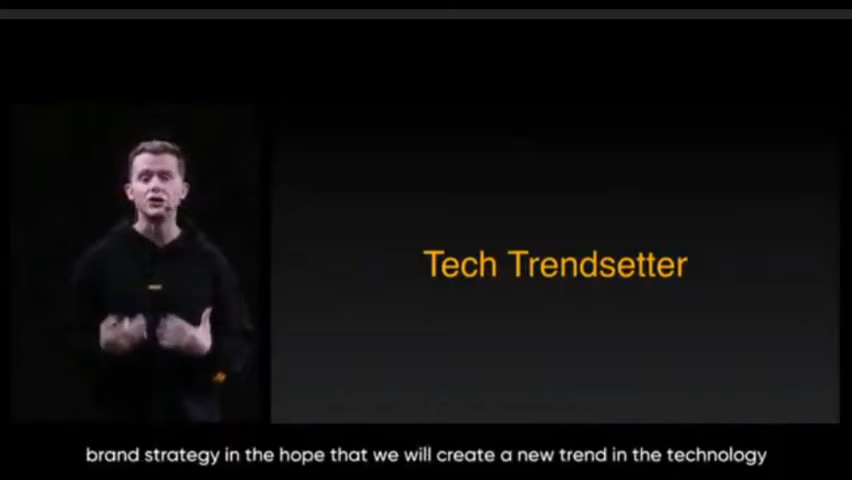 Tech Trendsetter
brand strategy in the hope that we will create a new trend in the technology